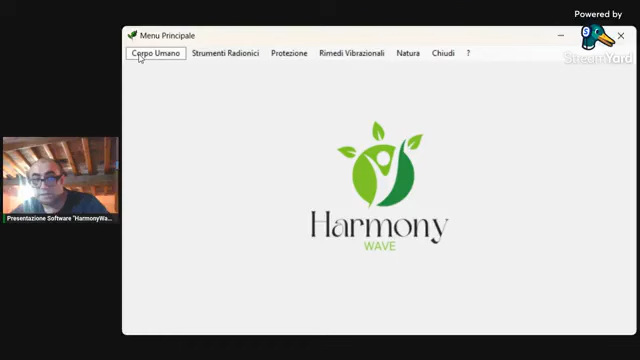 Powered by
StreamYard
Menu Principale
Corpo Umano Strumenti Radionici Protezione Rimedi Vibrazionali Natura Chiudi ?
Harmony
WAVE
Presentazione Software "HarmonyWa...